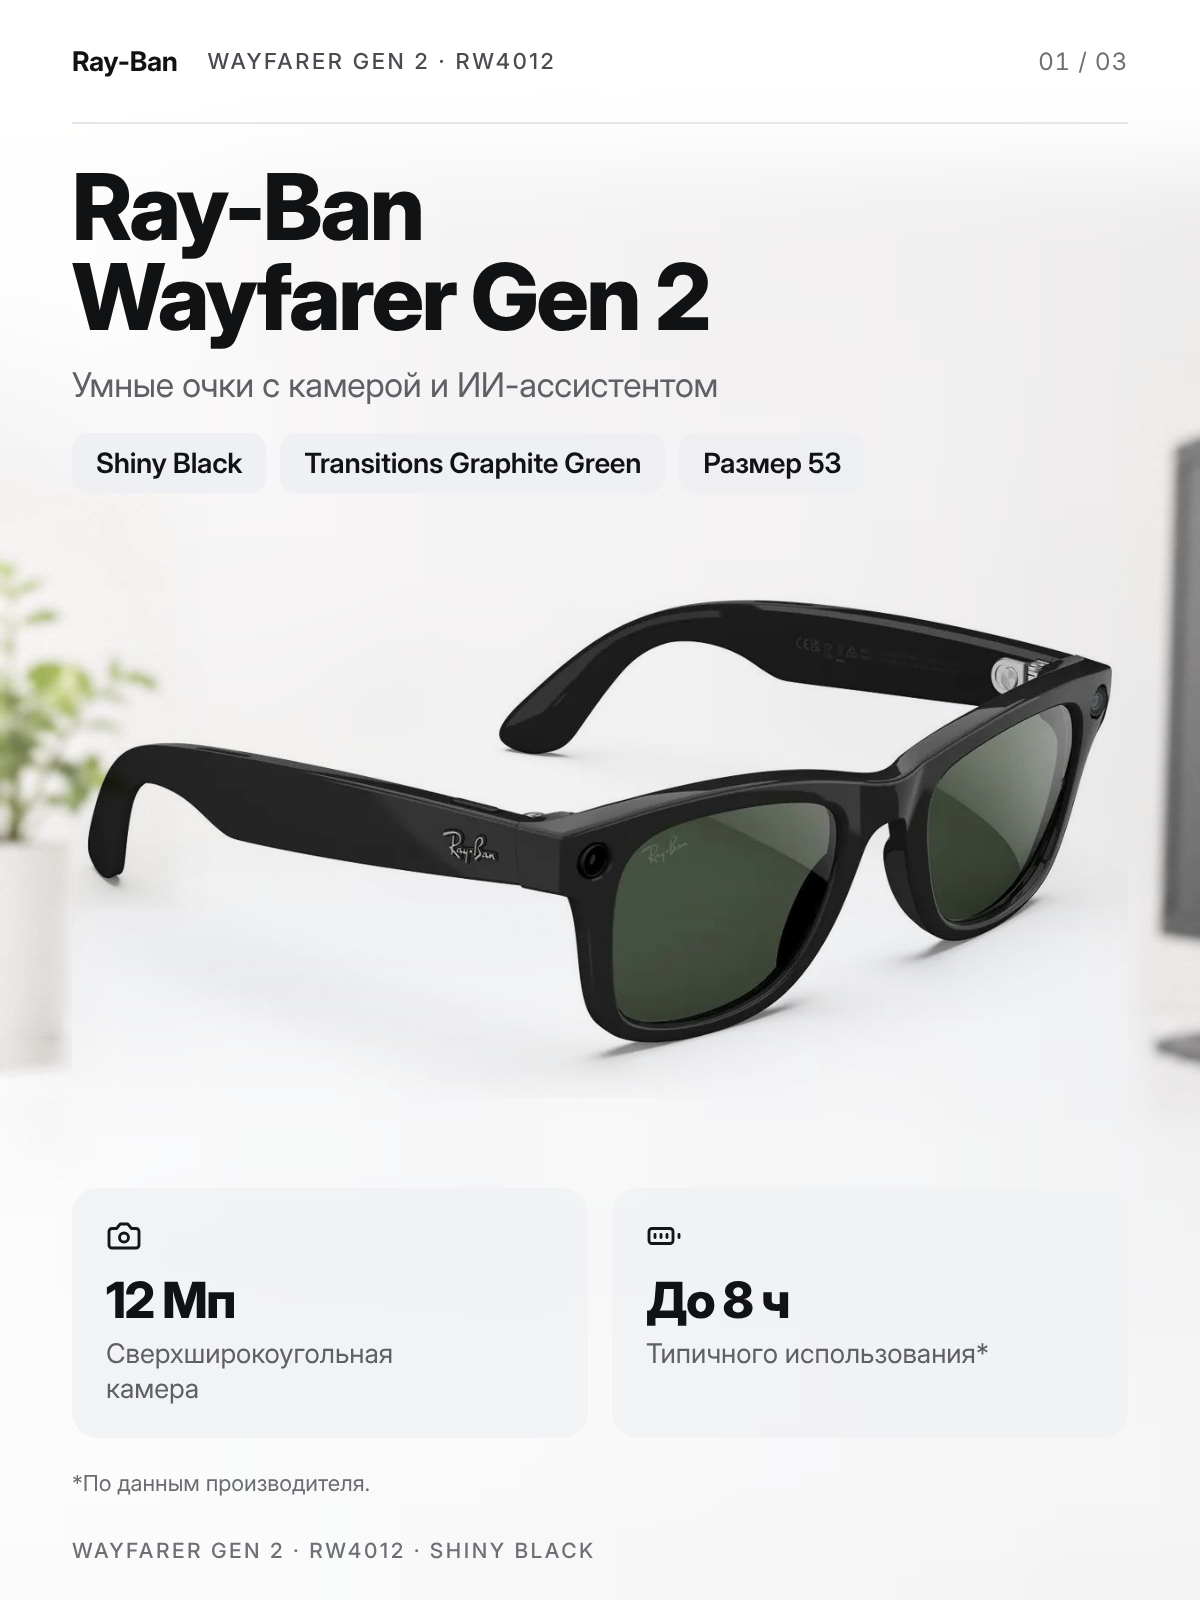 Ray-Ban WAYFARER GEN 2 · RW4012 01 / 03
Ray-Ban
Wayfarer Gen 2
Умные очки с камерой и ИИ-ассистентом
Shiny Black Transitions Graphite Green Размер 53
Ray-Ban
Ray-Ban
12 Мп
Сверхширокоугольная
камера
До 8 ч
Типичного использования*
*По данным производителя.
WAYFARER GEN 2 · RW4012 · SHINY BLACK